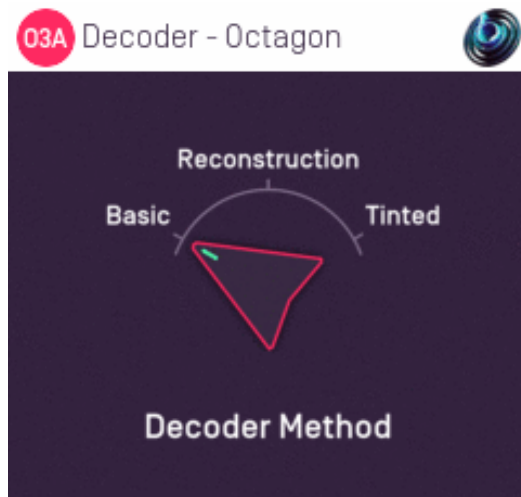 O3A Decoder - Octagon
Reconstruction
Basic Tinted
Decoder Method